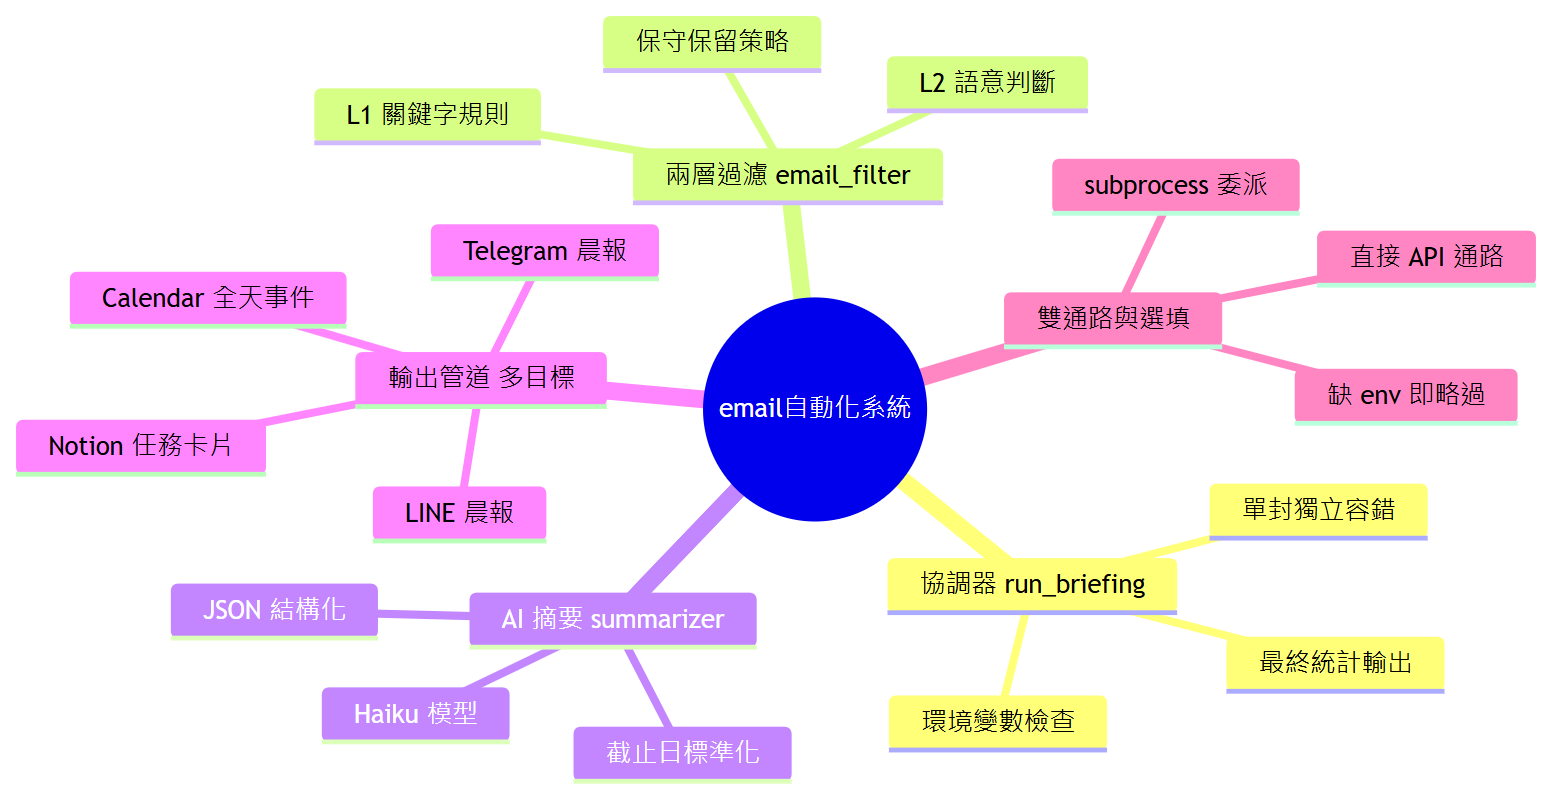 保守保留策略
L2 語意判斷
L1 關鍵字規則
兩層過濾 email_filter
subprocess 委派
直接 API 通路
雙通路與選填
缺 env 即略過
Telegram 晨報
Calendar 全天事件
輸出管道 多目標
Notion 任務卡片
LINE 晨報
email自動化系統
單封獨立容錯
協調器 run_briefing
最終統計輸出
環境變數檢查
JSON 結構化
AI 摘要 summarizer
Haiku 模型
截止日標準化